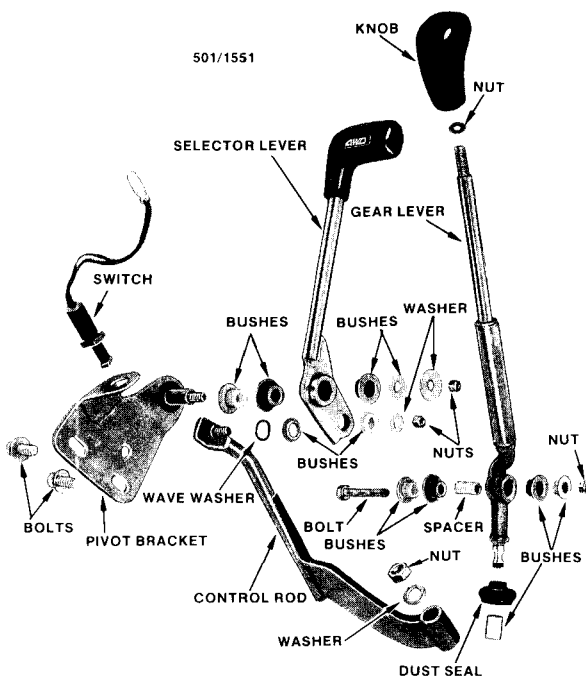 KNOB
501/1551
NUT
SELECTOR LEVER
4WD
GEAR LEVER
SWITCH
BUSHES
BUSHES
WASHER
NUTS
BUSHES
WAVE WASHER
NUT
BOLTS
PIVOT BRACKET
BOLT
BUSHES
SPACER
BUSHES
NUT
CONTROL ROD
WASHER
DUST SEAL